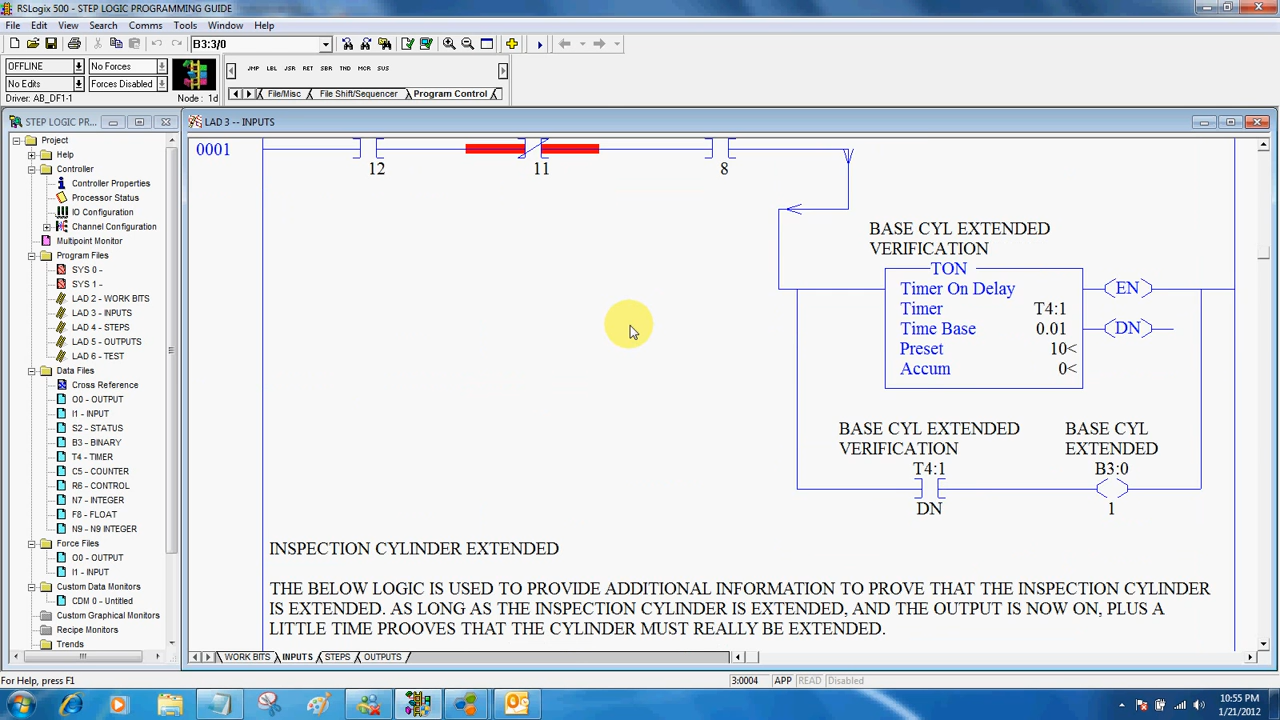 RSLogix 500 - STEP LOGIC PROGRAMMING GUIDE
File Edit View Search Comms Tools Window Help
B3:3/0
OFFLINE No Forces
No Edits Forces Disabled
Driver: AB_DF1-1 Node: 1d
JMP LBL JSR RET SBR TND MCR SUS
File/Misc File Shift/Sequencer Program Control
STEP LOGIC PR...
Project
Help
Controller
Controller Properties
Processor Status
IO Configuration
Channel Configuration
Multipoint Monitor
Program Files
SYS 0 -
SYS 1 -
LAD 2 - WORK BITS
LAD 3 - INPUTS
LAD 4 - STEPS
LAD 5 - OUTPUTS
LAD 6 - TEST
Data Files
Cross Reference
O0 - OUTPUT
I1 - INPUT
S2 - STATUS
B3 - BINARY
T4 - TIMER
C5 - COUNTER
R6 - CONTROL
N7 - INTEGER
F8 - FLOAT
N9 - N9 INTEGER
Force Files
O0 - OUTPUT
I1 - INPUT
Custom Data Monitors
CDM 0 - Untitled
Custom Graphical Monitors
Recipe Monitors
Trends
LAD 3 -- INPUTS
0001
12 11 8
BASE CYL EXTENDED
VERIFICATION
TON
Timer On Delay
Timer T4:1
Time Base 0.01
Preset 10<
Accum 0<
EN
DN
BASE CYL EXTENDED
VERIFICATION
T4:1
DN
BASE CYL
EXTENDED
B3:0
1
INSPECTION CYLINDER EXTENDED
THE BELOW LOGIC IS USED TO PROVIDE ADDITIONAL INFORMATION TO PROVE THAT THE INSPECTION CYLINDER
IS EXTENDED. AS LONG AS THE INSPECTION CYLINDER IS EXTENDED, AND THE OUTPUT IS NOW ON, PLUS A
LITTLE TIME PROOVES THAT THE CYLINDER MUST REALLY BE EXTENDED.
WORK BITS INPUTS STEPS OUTPUTS
For Help, press F1
3:0004 APP READ Disabled
10:55 PM
1/21/2012